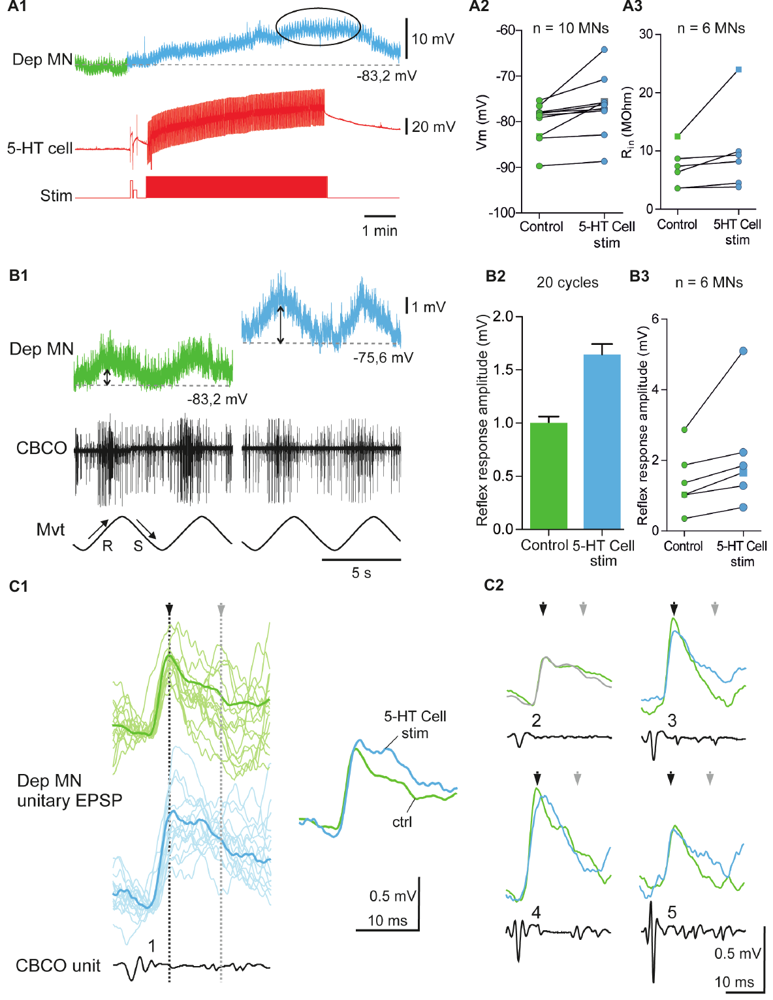 A1
Dep MN
10 mV
-83,2 mV
5-HT cell
20 mV
Stim
1 min
A2
n = 10 MNs
Vm (mV)
-60
-70
-80
-90
-100
Control
5-HT Cell
stim
A3
n = 6 MNs
Rin (MOhm)
30
20
10
0
Control
5HT Cell
stim
B1
Dep MN
1 mV
-75,6 mV
-83,2 mV
CBCO
Mvt
R
S
5 s
B2
20 cycles
Reflex response amplitude (mV)
2.0
1.5
1.0
0.5
0.0
Control
5-HT Cell
stim
B3
n = 6 MNs
Reflex response amplitude (mV)
6
4
2
0
Control
5-HT Cell
stim
C1
Dep MN
unitary EPSP
5-HT Cell
stim
ctrl
0.5 mV
10 ms
1
CBCO unit
C2
2
3
4
5
0.5 mV
10 ms